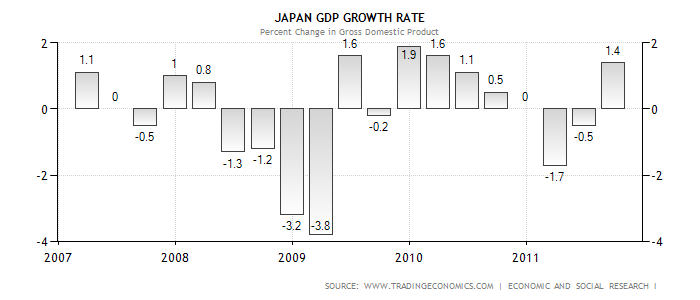 JAPAN GDP GROWTH RATE
Percent Change in Gross Domestic Product
2 1.6 1.6 2
1.1 1 0.8 1.9 1.1 1.4
0 0.5 0
0 0
-0.5 -0.2 -0.5
-1.3 -1.2
-2 -1.7 -2
-3.2 -3.8
-4 -4
2007 2008 2009 2010 2011
SOURCE: WWW.TRADINGECONOMICS.COM | ECONOMIC AND SOCIAL RESEARCH I